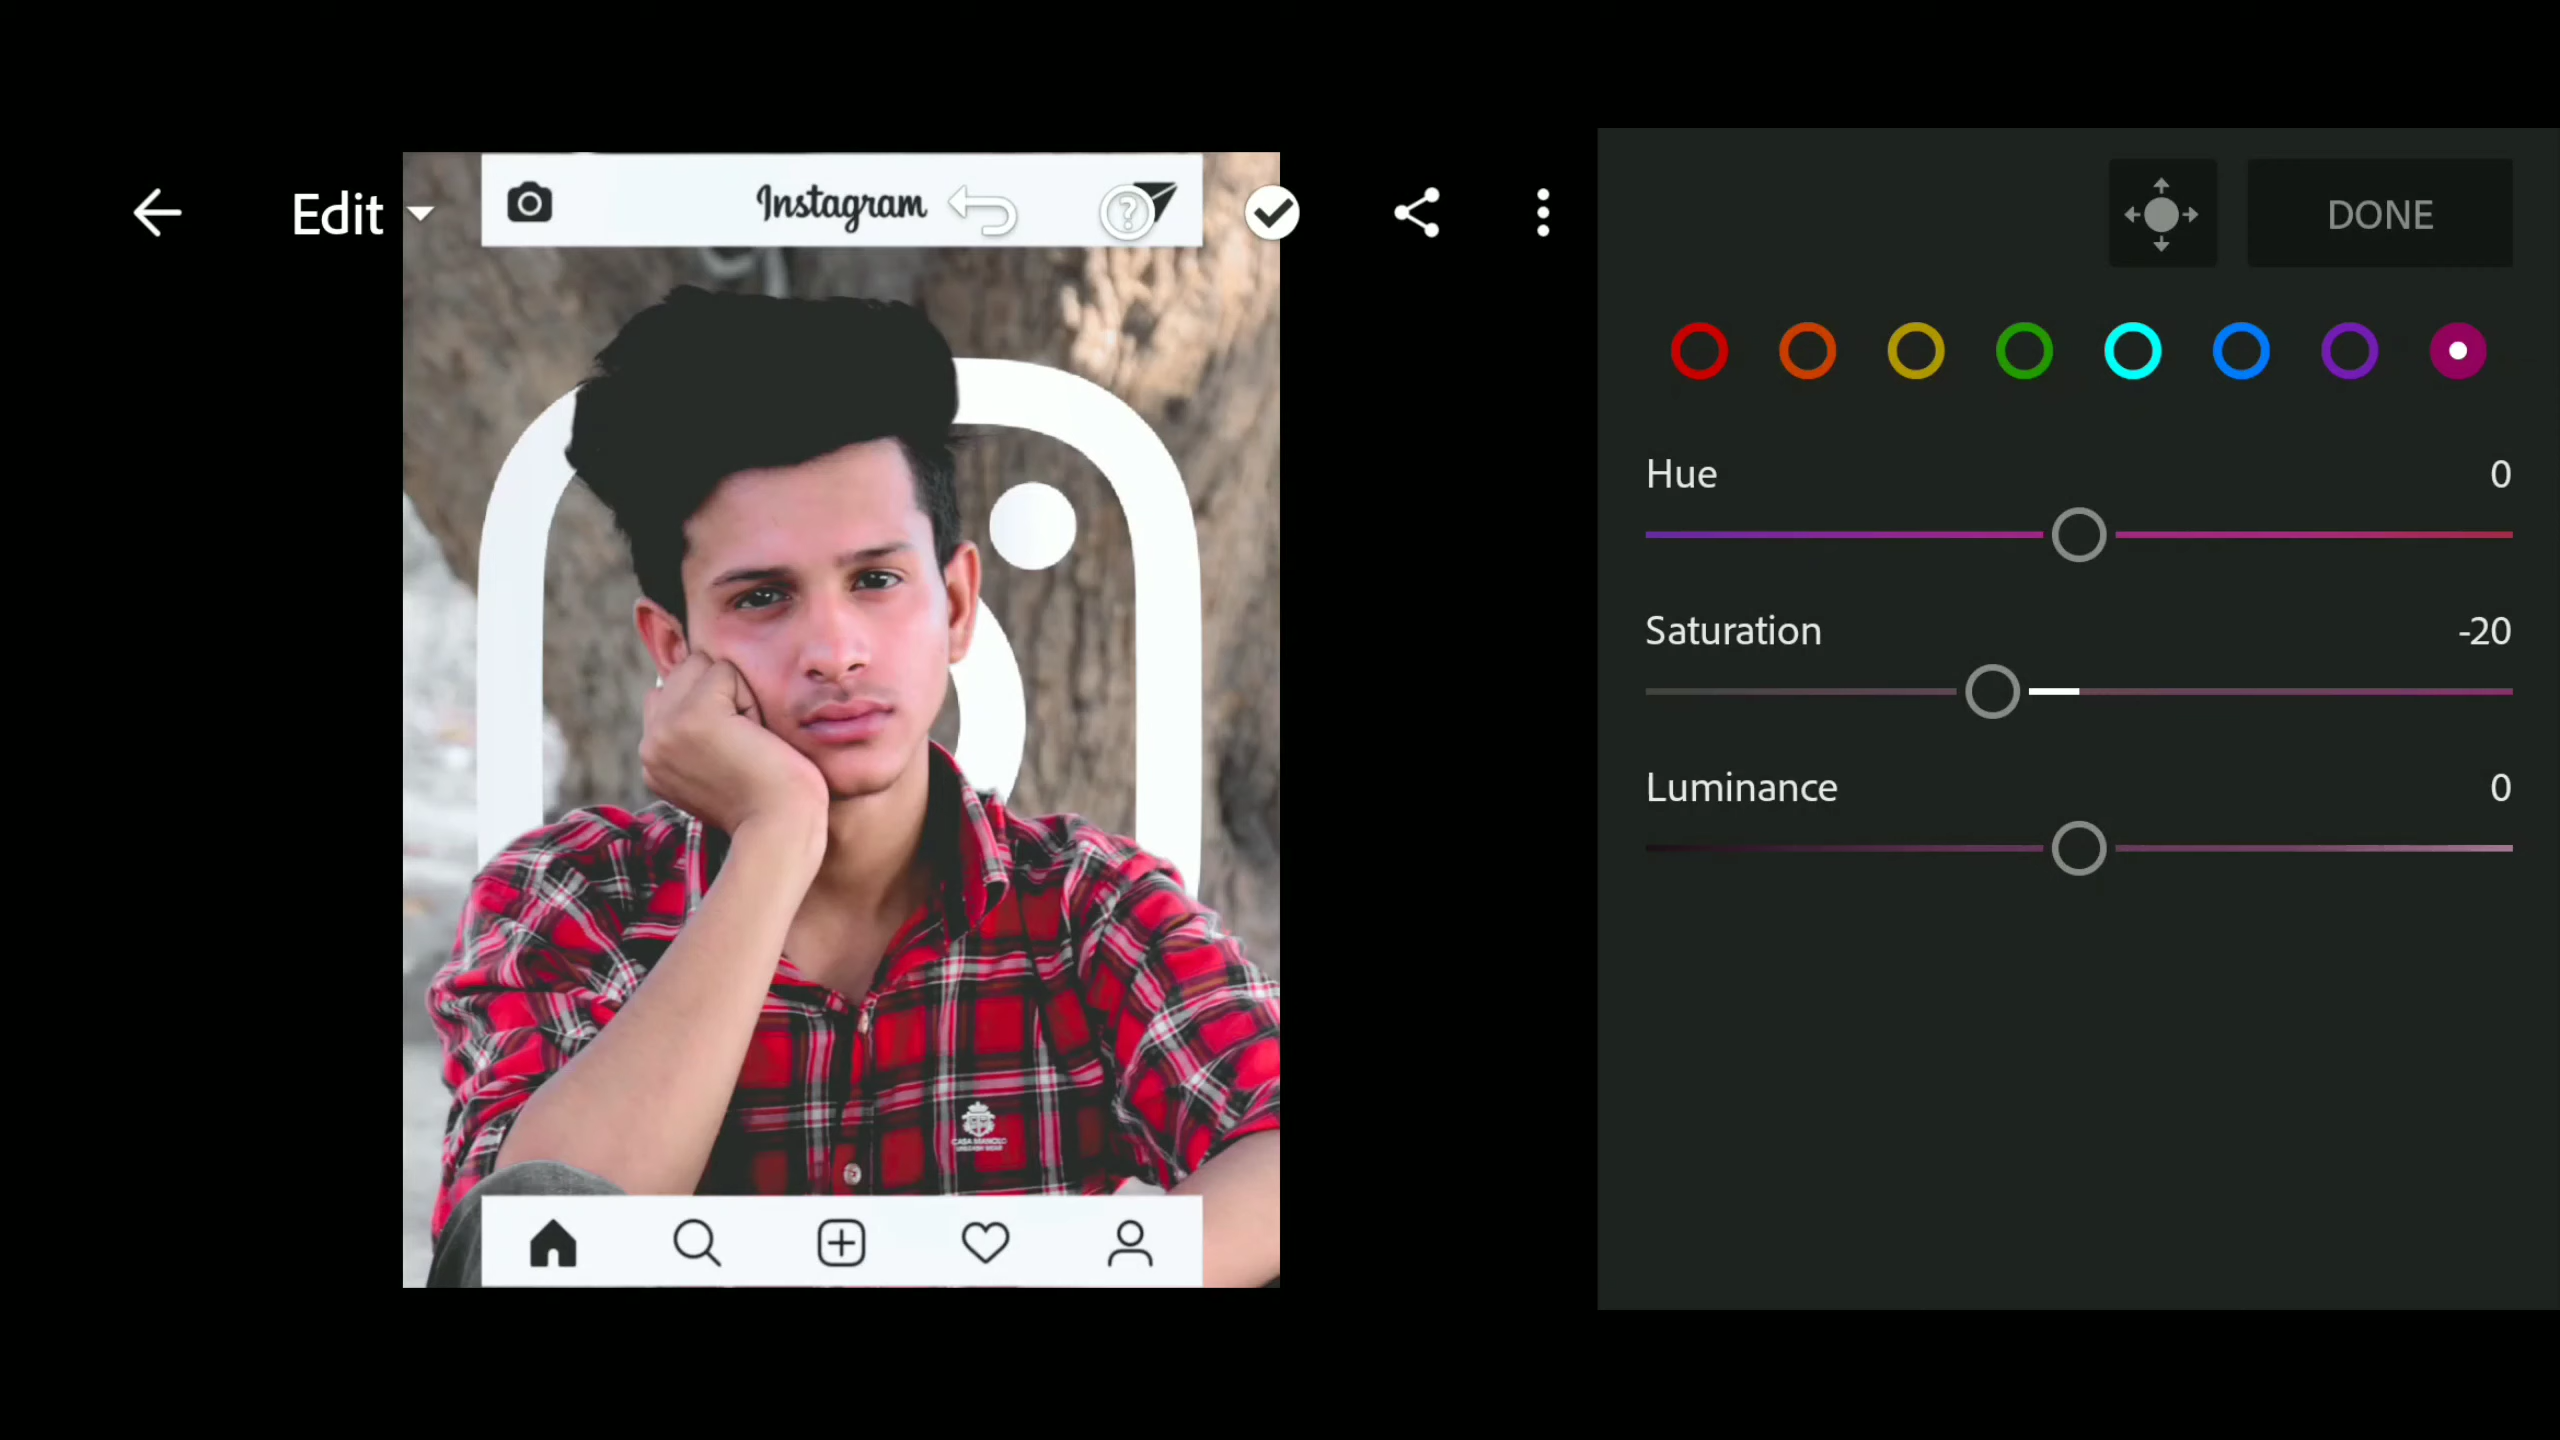 Edit
Instagram
DONE
Hue 0
Saturation -20
Luminance 0